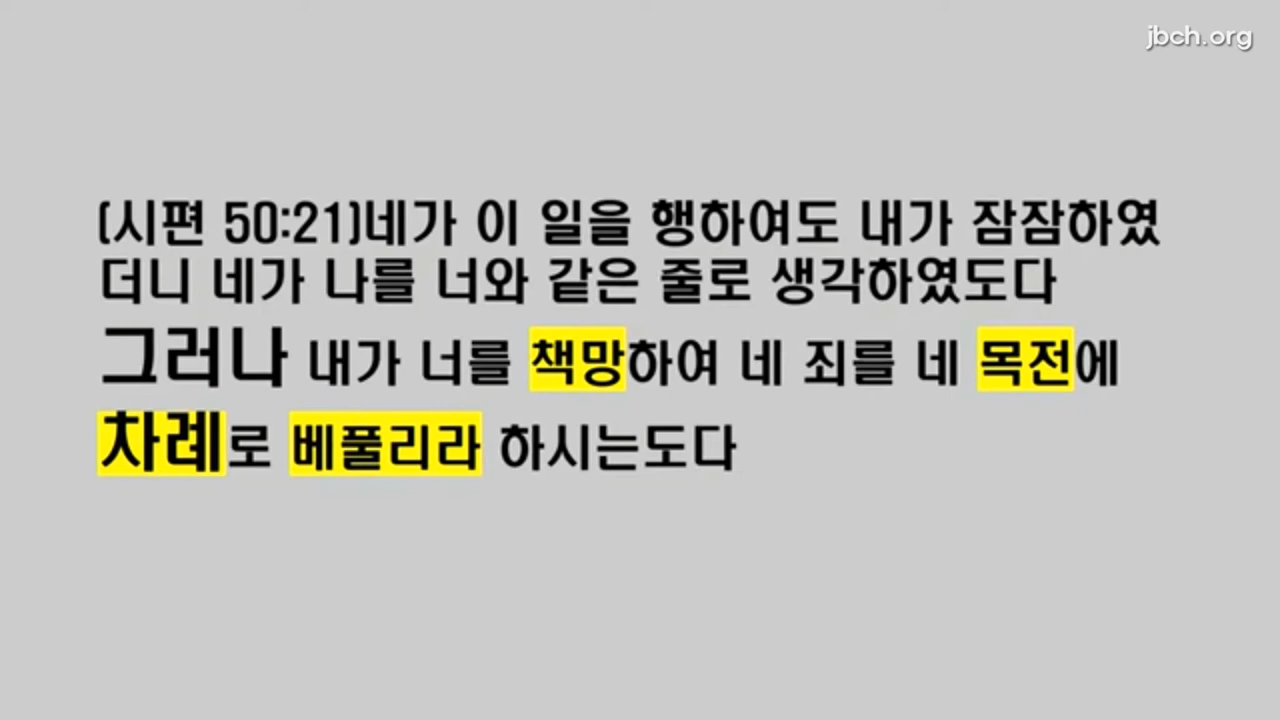 jbch.org
(시편 50:21)네가 이 일을 행하여도 내가 잠잠하였
더니 네가 나를 너와 같은 줄로 생각하였도다
그러나 내가 너를 책망하여 네 죄를 네 목전에
차례로 베풀리라 하시는도다